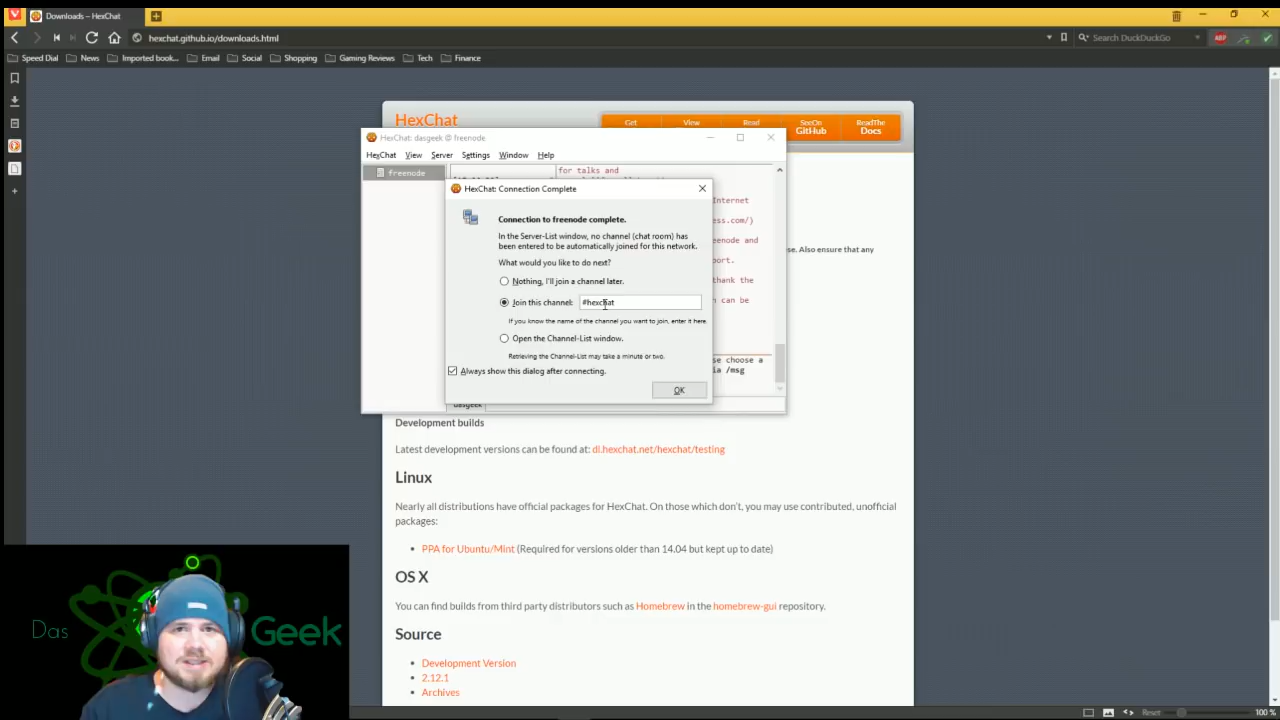 Downloads – HexChat
hexchat.github.io/downloads.html
Search DuckDuckGo
ABP
Speed Dial
News
Imported book...
Email
Social
Shopping
Gaming Reviews
Tech
Finance
HexChat
Get
View
Read
SeeOn
GitHub
ReadThe
Docs
HexChat: dasgeek @ freenode
HexChat View Server Settings Window Help
freenode
for talks and
HexChat: Connection Complete
Internet
Connection to freenode complete.
ess.com/)
In the Server-List window, no channel (chat room) has
been entered to be automatically joined for this network.
eenode and
se. Also ensure that any
What would you like to do next?
port.
Nothing, I'll join a channel later.
thank the
Join this channel: #hexchat
n can be
If you know the name of the channel you want to join, enter it here.
Open the Channel-List window.
Retrieving the Channel-List may take a minute or two.
se choose a
ia /msg
Always show this dialog after connecting.
OK
dasgeek
Development builds
Latest development versions can be found at: dl.hexchat.net/hexchat/testing
Linux
Nearly all distributions have official packages for HexChat. On those which don't, you may use contributed, unofficial
packages:
• PPA for Ubuntu/Mint (Required for versions older than 14.04 but kept up to date)
OS X
You can find builds from third party distributors such as Homebrew in the homebrew-gui repository.
Source
• Development Version
• 2.12.1
• Archives
Das Geek
Reset
100 %